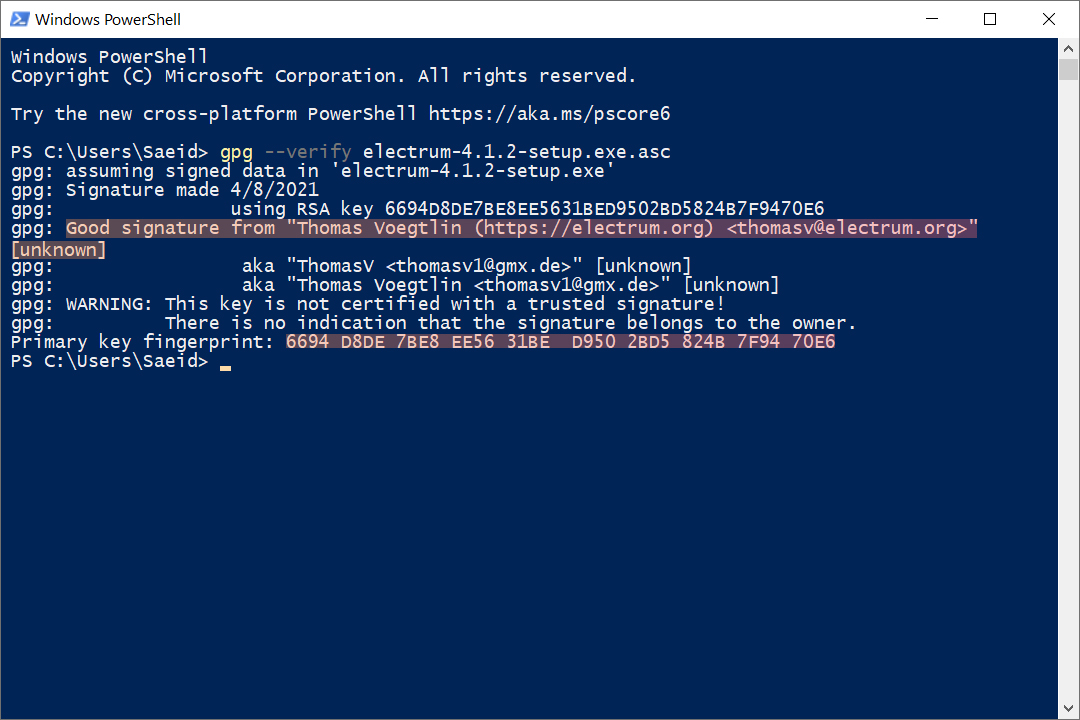 Windows PowerShell
Windows PowerShell
Copyright (C) Microsoft Corporation. All rights reserved.
Try the new cross-platform PowerShell https://aka.ms/pscore6
PS C:\Users\Saeid> gpg --verify electrum-4.1.2-setup.exe.asc
gpg: assuming signed data in 'electrum-4.1.2-setup.exe'
gpg: Signature made 4/8/2021
gpg:                using RSA key 6694D8DE7BE8EE5631BED9502BD5824B7F9470E6
gpg: Good signature from "Thomas Voegtlin (https://electrum.org) <thomasv@electrum.org>"
[unknown]
gpg:                 aka "ThomasV <thomasv1@gmx.de>" [unknown]
gpg:                 aka "Thomas Voegtlin <thomasv1@gmx.de>" [unknown]
gpg: WARNING: This key is not certified with a trusted signature!
gpg:          There is no indication that the signature belongs to the owner.
Primary key fingerprint: 6694 D8DE 7BE8 EE56 31BE  D950 2BD5 824B 7F94 70E6
PS C:\Users\Saeid>